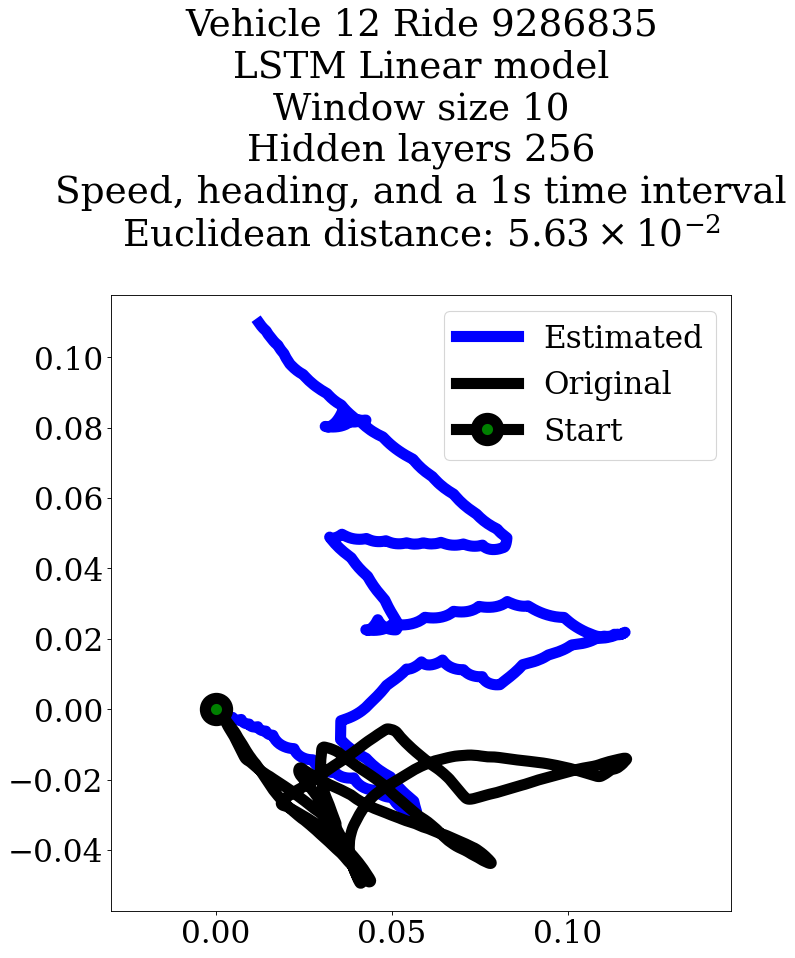 Vehicle 12 Ride 9286835
LSTM Linear model
Window size 10
Hidden layers 256
Speed, heading, and a 1s time interval
Euclidean distance: 5.63 × 10⁻²
Estimated
Original
Start
0.10
0.08
0.06
0.04
0.02
0.00
−0.02
−0.04
0.00 0.05 0.10